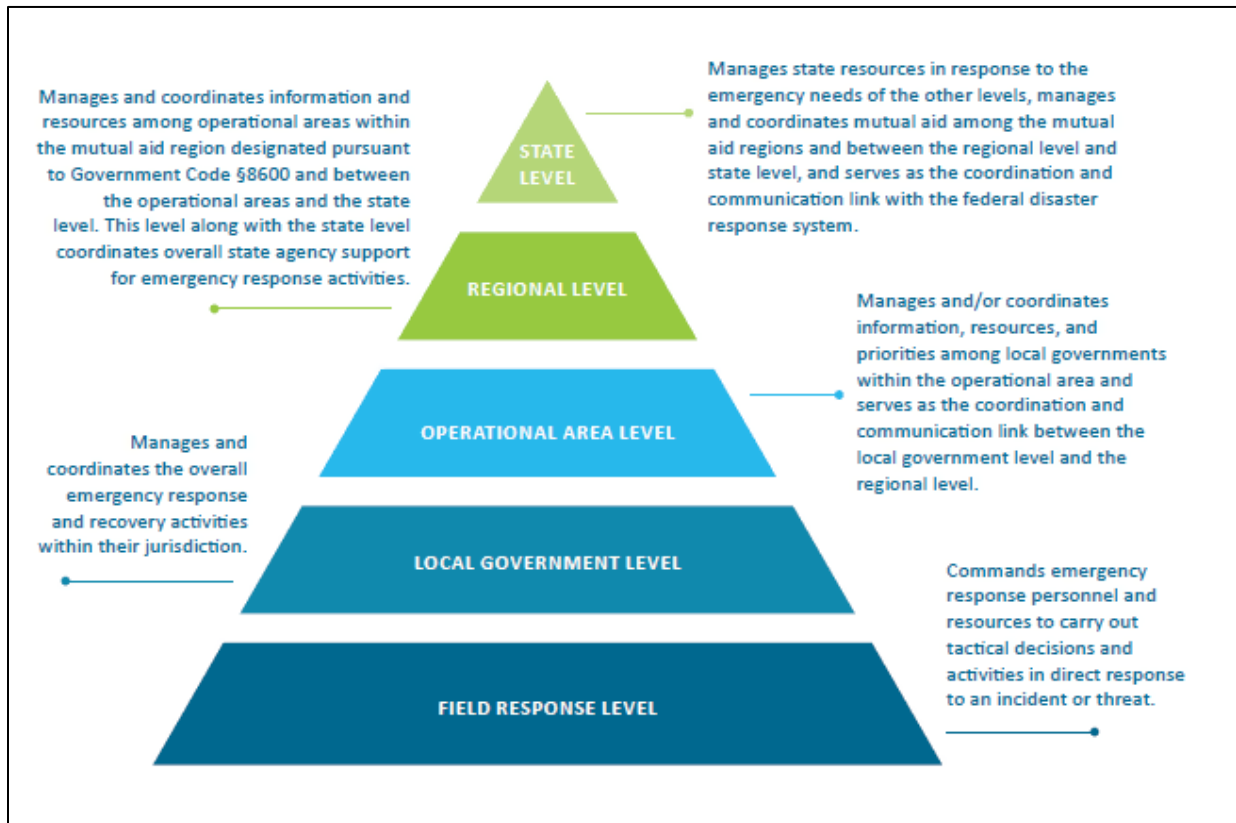 Manages and coordinates information and
resources among operational areas within
the mutual aid region designated pursuant
to Government Code §8600 and between
the operational areas and the state
level. This level along with the state level
coordinates overall state agency support
for emergency response activities.
Manages state resources in response to the
emergency needs of the other levels, manages
and coordinates mutual aid among the mutual
aid regions and between the regional level and
state level, and serves as the coordination and
communication link with the federal disaster
response system.
STATE
LEVEL
REGIONAL LEVEL
Manages and/or coordinates
information, resources, and
priorities among local governments
within the operational area and
serves as the coordination and
communication link between the
local government level and the
regional level.
OPERATIONAL AREA LEVEL
Manages and
coordinates the overall
emergency response
and recovery activities
within their jurisdiction.
LOCAL GOVERNMENT LEVEL
Commands emergency
response personnel and
resources to carry out
tactical decisions and
activities in direct response
to an incident or threat.
FIELD RESPONSE LEVEL